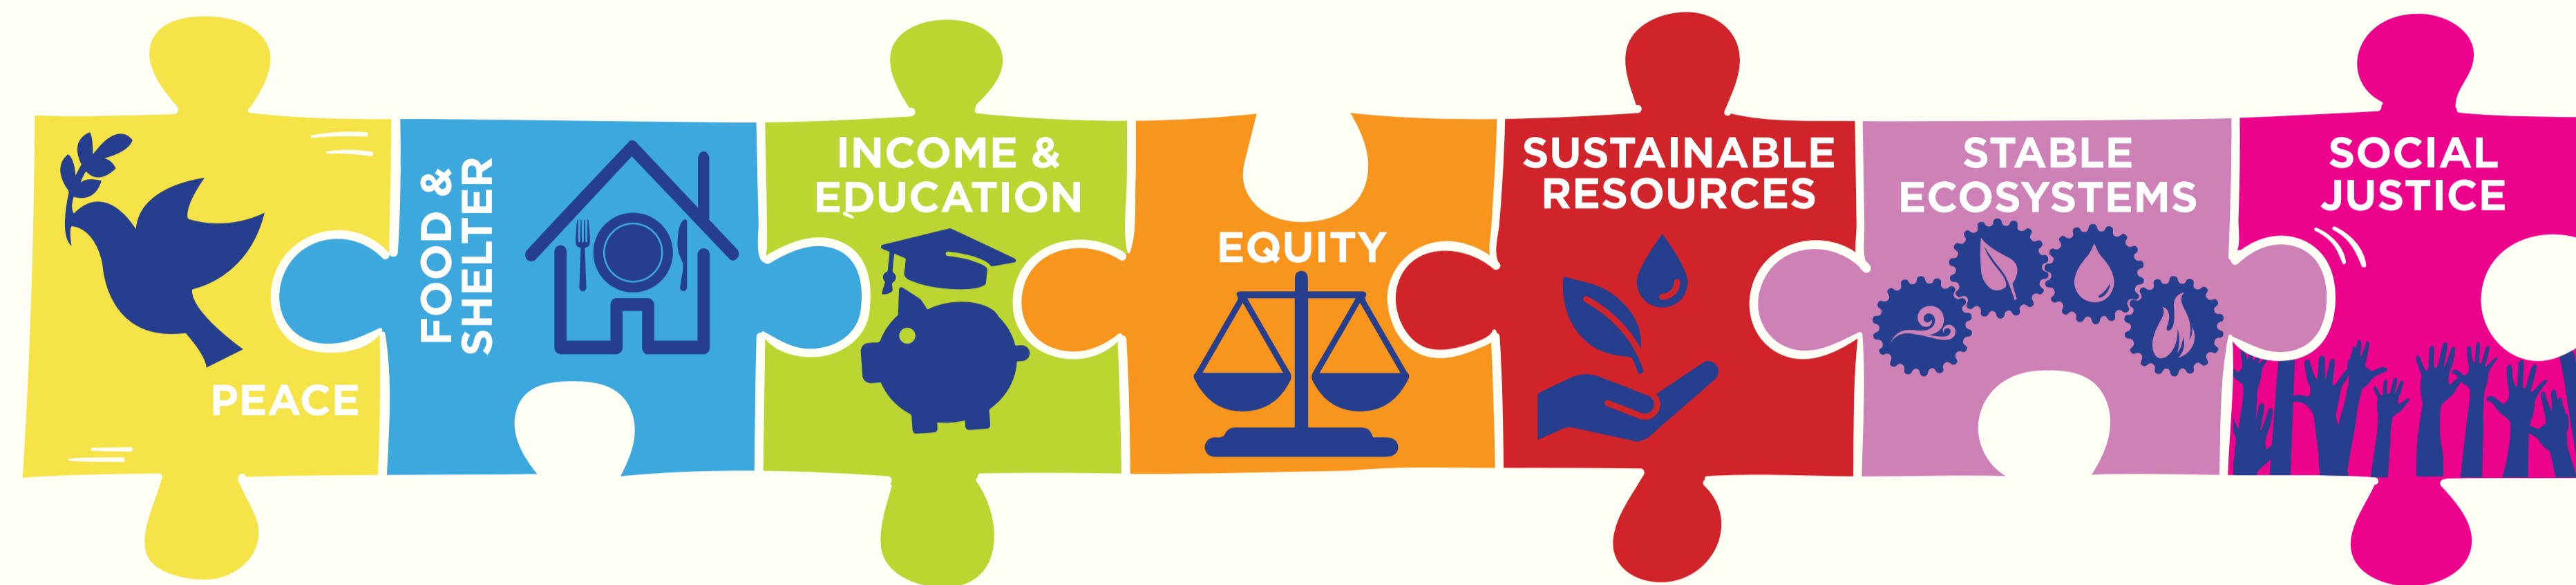 PEACE
FOOD &
SHELTER
INCOME &
EDUCATION
EQUITY
SUSTAINABLE
RESOURCES
STABLE
ECOSYSTEMS
SOCIAL
JUSTICE